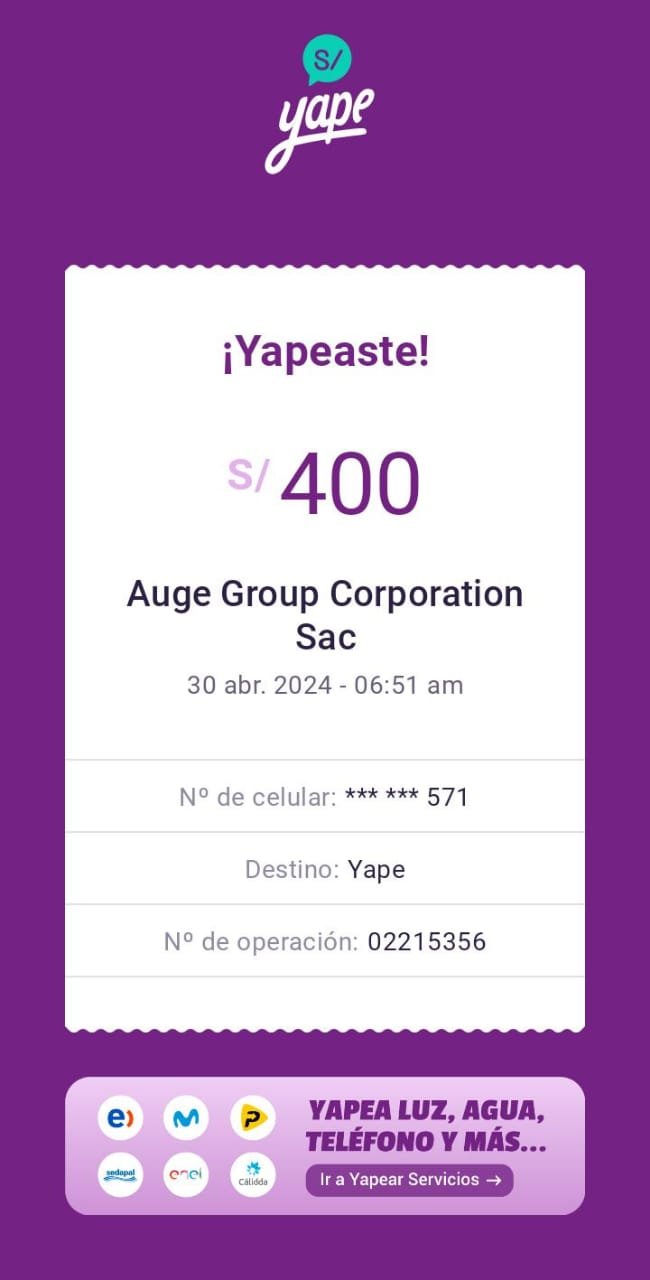 S/
yape
¡Yapeaste!
S/ 400
Auge Group Corporation
Sac
30 abr. 2024 - 06:51 am
Nº de celular: *** *** 571
Destino: Yape
Nº de operación: 02215356
e)
P
sedapal
enel
Cálidda
YAPEA LUZ, AGUA,
TELÉFONO Y MÁS...
Ir a Yapear Servicios →